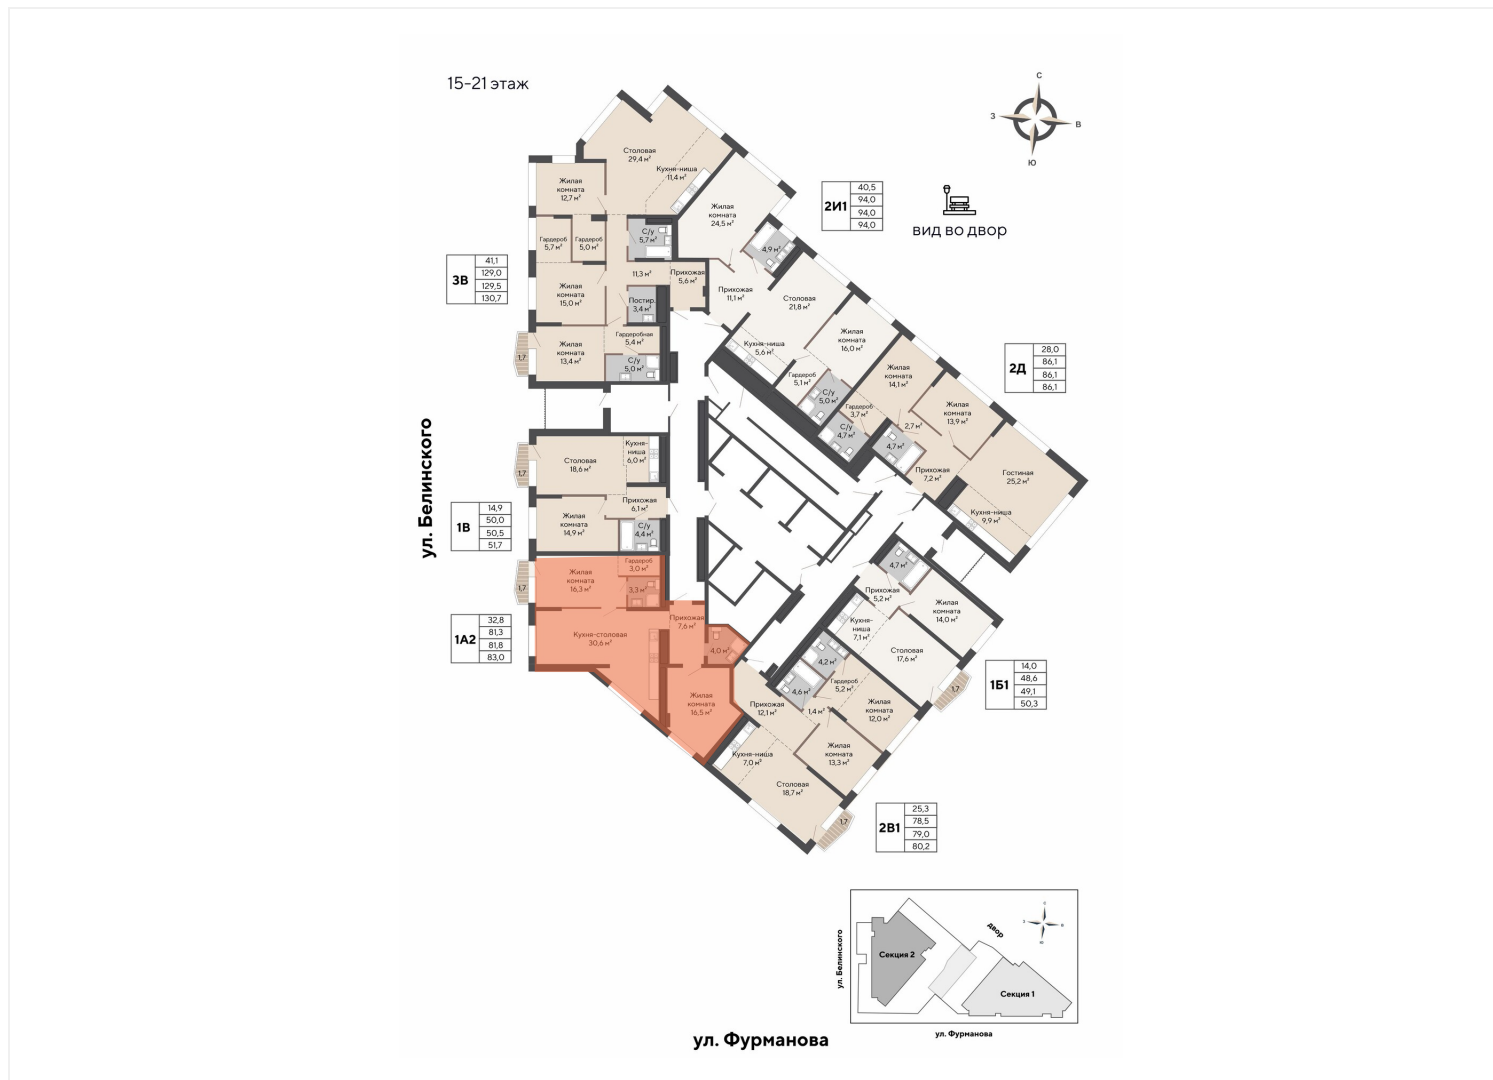 15-21 этаж
С
З
В
Ю
Столовая
29,4 м²
Кухня-ниша
11,4 м²
Жилая
комната
12,7 м²
Гардероб
5,7 м²
Гардероб
5,0 м²
С/у
5,7 м²
11,3 м²
Прихожая
5,6 м²
Жилая
комната
15,0 м²
Постир.
3,4 м²
Гардеробная
5,4 м²
Жилая
комната
13,4 м²
С/у
5,0 м²
1,7
3В
41,1
129,0
129,5
130,7
Жилая
комната
24,5 м²
4,9 м²
Прихожая
11,1 м²
Столовая
21,8 м²
Кухня-ниша
5,6 м²
Жилая
комната
16,0 м²
Гардероб
5,1 м²
С/у
5,0 м²
2И1
40,5
94,0
94,0
94,0
вид во двор
Жилая
комната
14,1 м²
Гардероб
3,7 м²
С/у
4,7 м²
2,7 м²
4,7 м²
Жилая
комната
13,9 м²
Прихожая
7,2 м²
Гостиная
25,2 м²
Кухня-ниша
9,9 м²
2Д
28,0
86,1
86,1
86,1
ул. Белинского
Столовая
18,6 м²
Кухня-
ниша
6,0 м²
1,7
Прихожая
6,1 м²
Жилая
комната
14,9 м²
С/у
4,4 м²
1В
14,9
50,0
50,5
51,7
Жилая
комната
16,3 м²
Гардероб
3,0 м²
3,3 м²
1,7
Кухня-столовая
30,6 м²
Прихожая
7,6 м²
4,0 м²
Жилая
комната
16,5 м²
1А2
32,8
81,3
81,8
83,0
4,7 м²
Прихожая
5,2 м²
Жилая
комната
14,0 м²
Кухня-
ниша
7,1 м²
Столовая
17,6 м²
1,7
1Б1
14,0
48,6
49,1
50,3
4,2 м²
Гардероб
5,2 м²
4,6 м²
1,4 м²
Прихожая
12,1 м²
Жилая
комната
12,0 м²
Жилая
комната
13,3 м²
Кухня-ниша
7,0 м²
Столовая
18,7 м²
1,7
2В1
25,3
78,5
79,0
80,2
ул. Белинского
Секция 2
двор
С
З
В
Ю
Секция 1
ул. Фурманова
ул. Фурманова